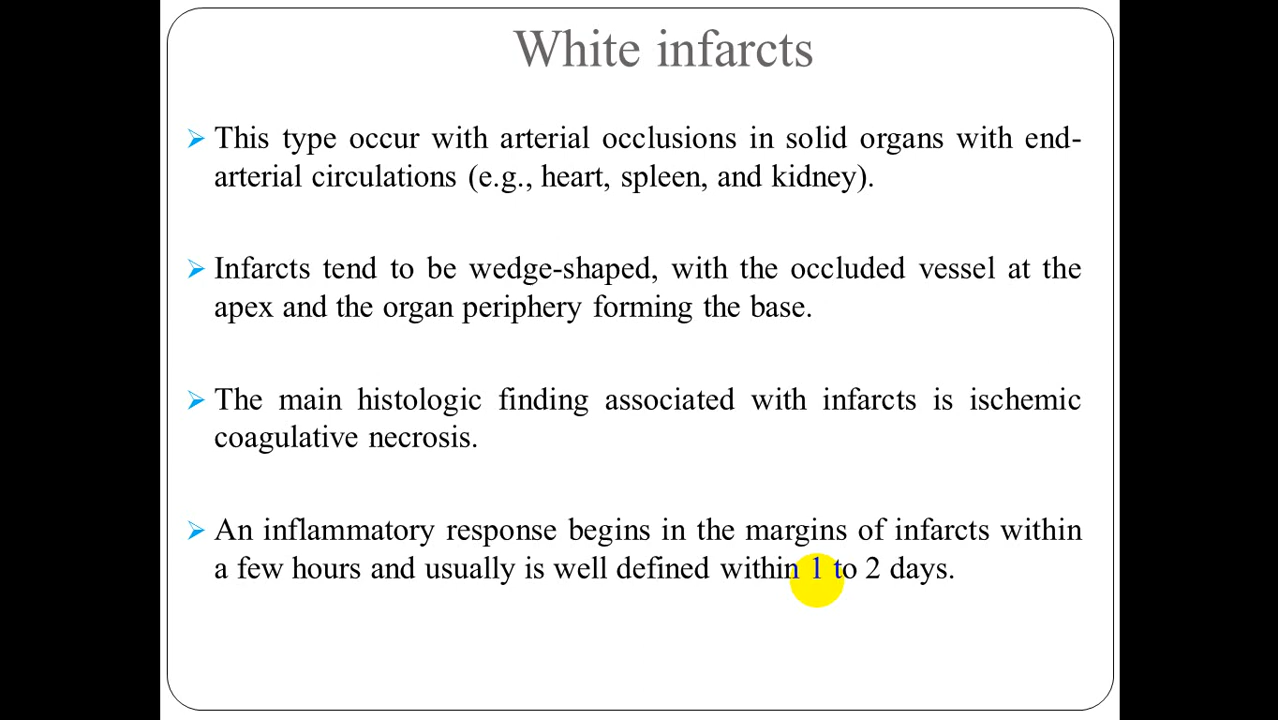 White infarcts
This type occur with arterial occlusions in solid organs with end-
arterial circulations (e.g., heart, spleen, and kidney).
Infarcts tend to be wedge-shaped, with the occluded vessel at the
apex and the organ periphery forming the base.
The main histologic finding associated with infarcts is ischemic
coagulative necrosis.
An inflammatory response begins in the margins of infarcts within
a few hours and usually is well defined within 1 to 2 days.